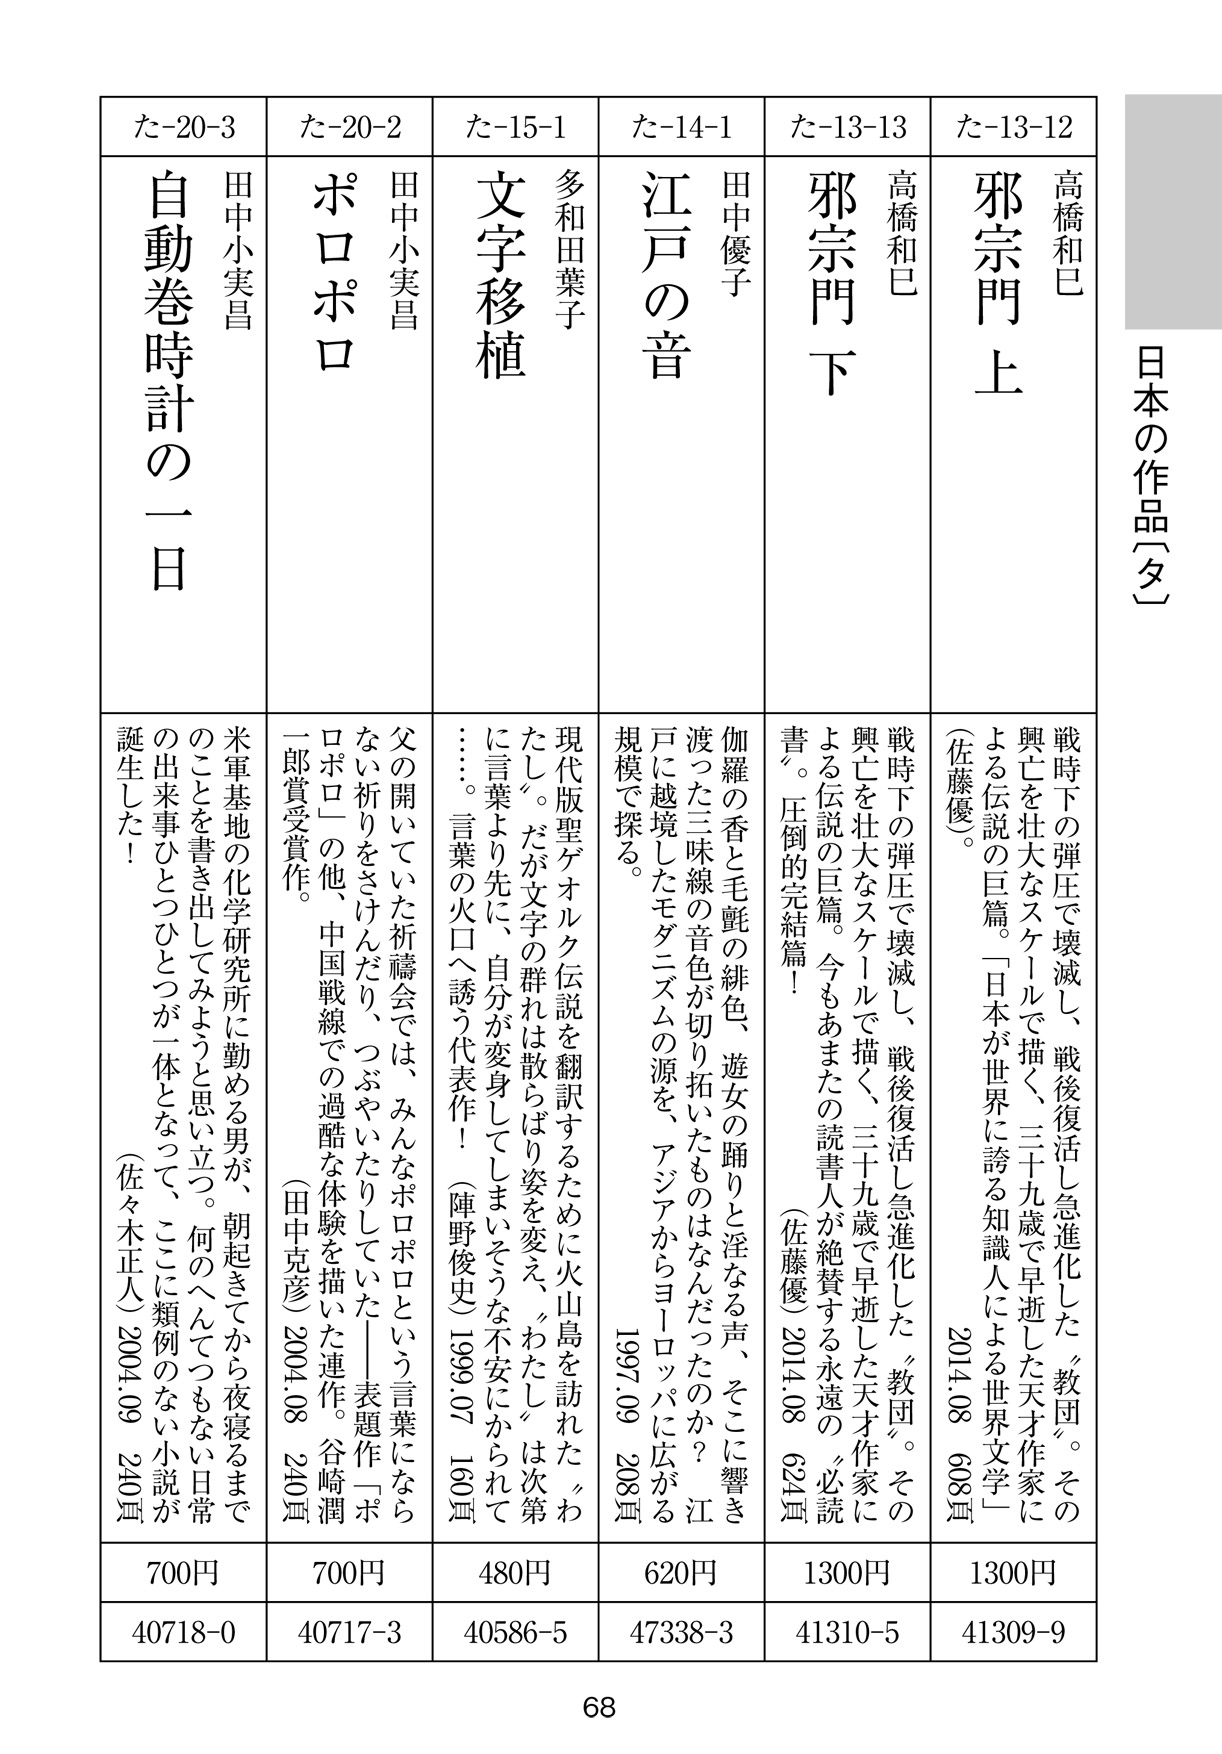 日本の作品〔タ〕
た-13-12
高橋和巳
邪宗門 上
戦時下の弾圧で壊滅し、戦後復活し急進化した〝教団〟。その
興亡を壮大なスケールで描く、三十九歳で早逝した天才作家に
よる伝説の巨篇。「日本が世界に誇る知識人による世界文学」
（佐藤優）。 2014.08 608頁
1300円
41309-9
た-13-13
高橋和巳
邪宗門 下
戦時下の弾圧で壊滅し、戦後復活し急進化した〝教団〟。その
興亡を壮大なスケールで描く、三十九歳で早逝した天才作家に
よる伝説の巨篇。今もあまたの読書人が絶賛する永遠の〝必読
書〟。圧倒的完結篇！ （佐藤優） 2014.08 624頁
1300円
41310-5
た-14-1
田中優子
江戸の音
伽羅の香と毛氈の緋色、遊女の踊りと淫なる声、そこに響き
渡った三味線の音色が切り拓いたものはなんだったのか？ 江
戸に越境したモダニズムの源を、アジアからヨーロッパに広がる
規模で探る。 1997.09 208頁
620円
47338-3
た-15-1
多和田葉子
文字移植
現代版聖ゲオルク伝説を翻訳するために火山島を訪れた〝わ
たし〟。だが文字の群れは散らばり姿を変え、〝わたし〟は次第
に言葉より先に、自分が変身してしまいそうな不安にかられて
……。言葉の火口へ誘う代表作！ （陣野俊史） 1999.07 160頁
480円
40586-5
た-20-2
田中小実昌
ポロポロ
父の開いていた祈禱会では、みんなポロポロという言葉になら
ない祈りをさけんだり、つぶやいたりしていた――表題作「ポ
ロポロ」の他、中国戦線での過酷な体験を描いた連作。谷崎潤
一郎賞受賞作。 （田中克彦） 2004.08 240頁
700円
40717-3
た-20-3
田中小実昌
自動巻時計の一日
米軍基地の化学研究所に勤める男が、朝起きてから夜寝るまで
のことを書き出してみようと思い立つ。何のへんてつもない日常
の出来事ひとつひとつが一体となって、ここに類例のない小説が
誕生した！ （佐々木正人） 2004.09 240頁
700円
40718-0
68